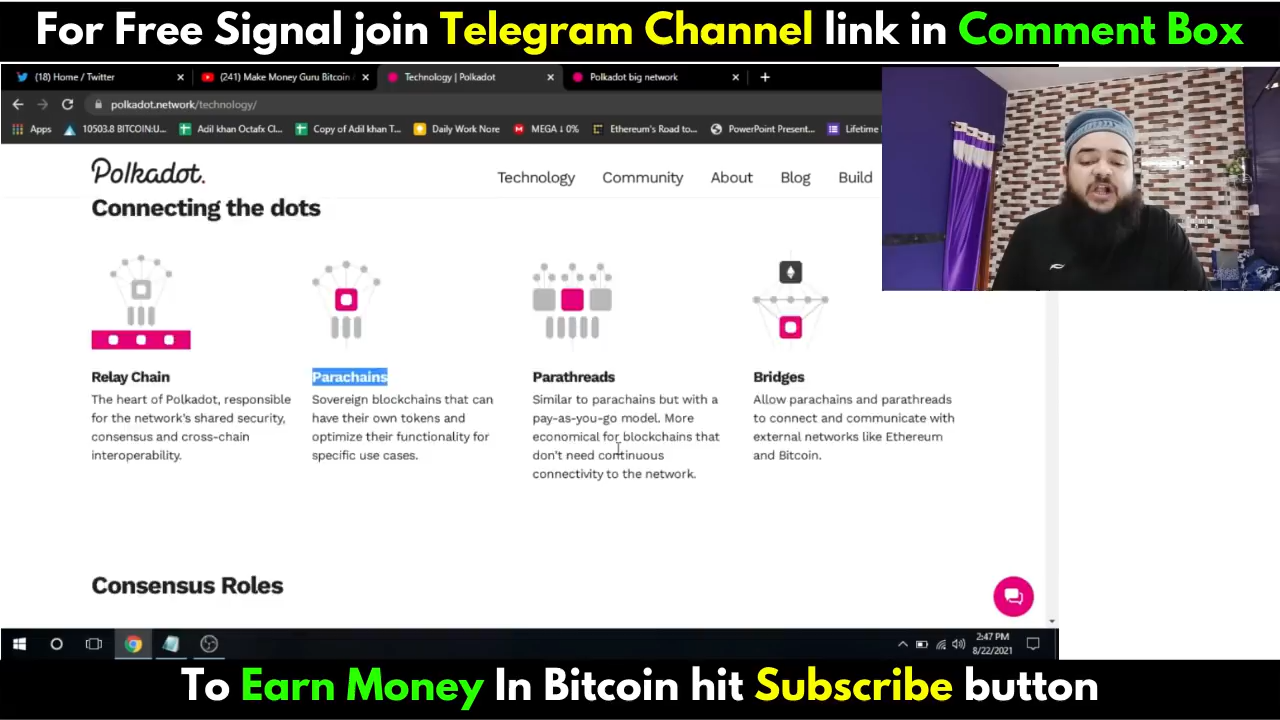 For Free Signal join Telegram Channel link in Comment Box
(18) Home / Twitter
(241) Make Money Guru Bitcoin
Technology | Polkadot
Polkadot big network
polkadot.network/technology/
Apps
10503.8 BITCOIN:U...
Adil khan Octafx Cl...
Copy of Adil khan T...
Daily Work Nore
MEGA ↓ 0%
Ethereum's Road to...
PowerPoint Present...
Lifetime
Polkadot.
Technology
Community
About
Blog
Build
Connecting the dots
Relay Chain
The heart of Polkadot, responsible
for the network's shared security,
consensus and cross-chain
interoperability.
Parachains
Sovereign blockchains that can
have their own tokens and
optimize their functionality for
specific use cases.
Parathreads
Similar to parachains but with a
pay-as-you-go model. More
economical for blockchains that
don't need continuous
connectivity to the network.
Bridges
Allow parachains and parathreads
to connect and communicate with
external networks like Ethereum
and Bitcoin.
Consensus Roles
2:47 PM
8/22/2021
To Earn Money In Bitcoin hit Subscribe button